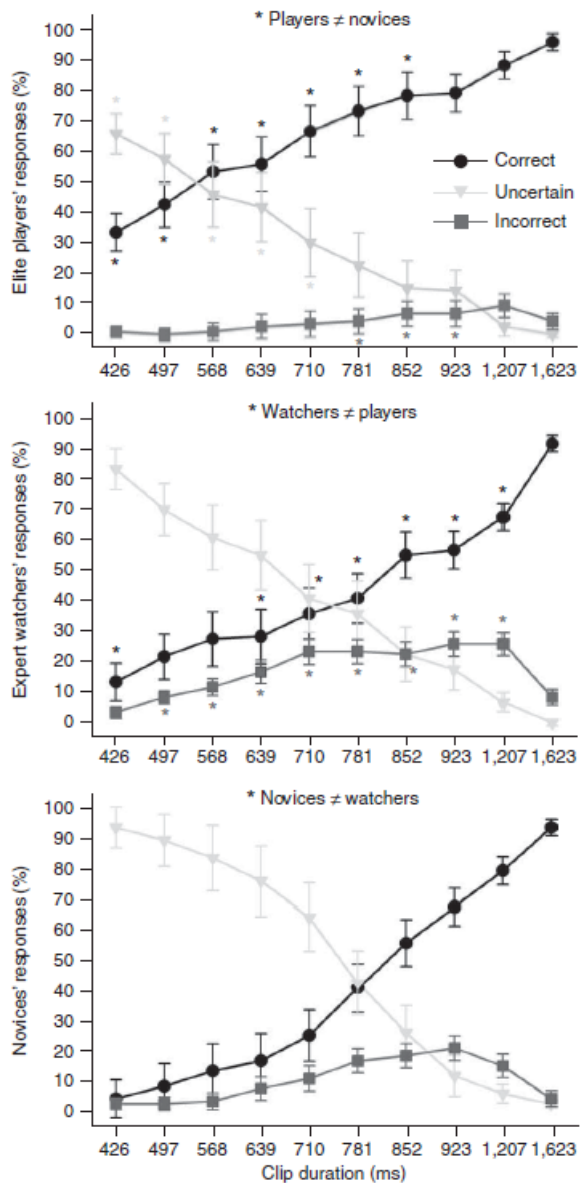 * Players ≠ novices
Elite players' responses (%)
100
90
80
70
60
50
40
30
20
10
0
Correct
Uncertain
Incorrect
426 497 568 639 710 781 852 923 1,207 1,623
* Watchers ≠ players
Expert watchers' responses (%)
100
90
80
70
60
50
40
30
20
10
0
426 497 568 639 710 781 852 923 1,207 1,623
* Novices ≠ watchers
Novices' responses (%)
100
90
80
70
60
50
40
30
20
10
0
426 497 568 639 710 781 852 923 1,207 1,623
Clip duration (ms)